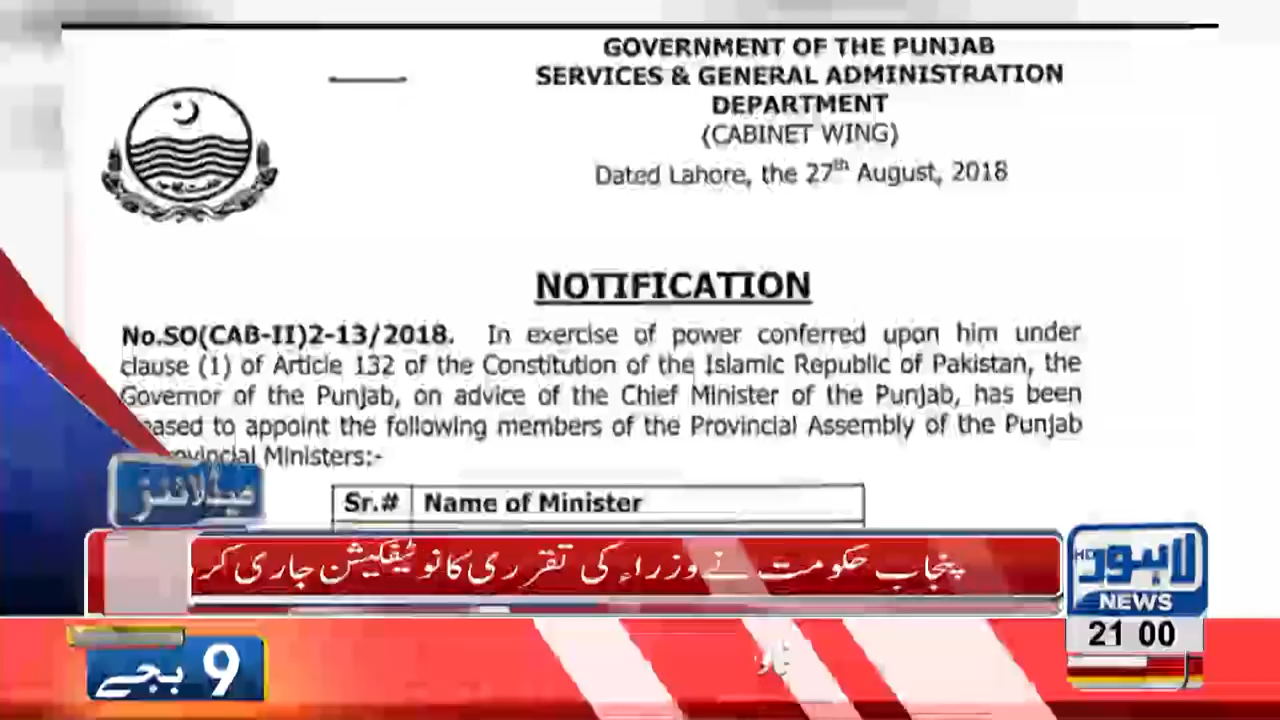 GOVERNMENT OF THE PUNJAB
SERVICES & GENERAL ADMINISTRATION
DEPARTMENT
(CABINET WING)
Dated Lahore, the 27th August, 2018
NOTIFICATION
No.SO(CAB-II)2-13/2018. In exercise of power conferred upon him under
clause (1) of Article 132 of the Constitution of the Islamic Republic of Pakistan, the
Governor of the Punjab, on advice of the Chief Minister of the Punjab, has been
eased to appoint the following members of the Provincial Assembly of the Punjab
ovincial Ministers:-
Sr.# Name of Minister
ہیڈلائنز
پنجاب حکومت نے وزراء کی تقرری کا نوٹیفکیشن جاری کر
HD لاہور
NEWS
21 00
9 بجے